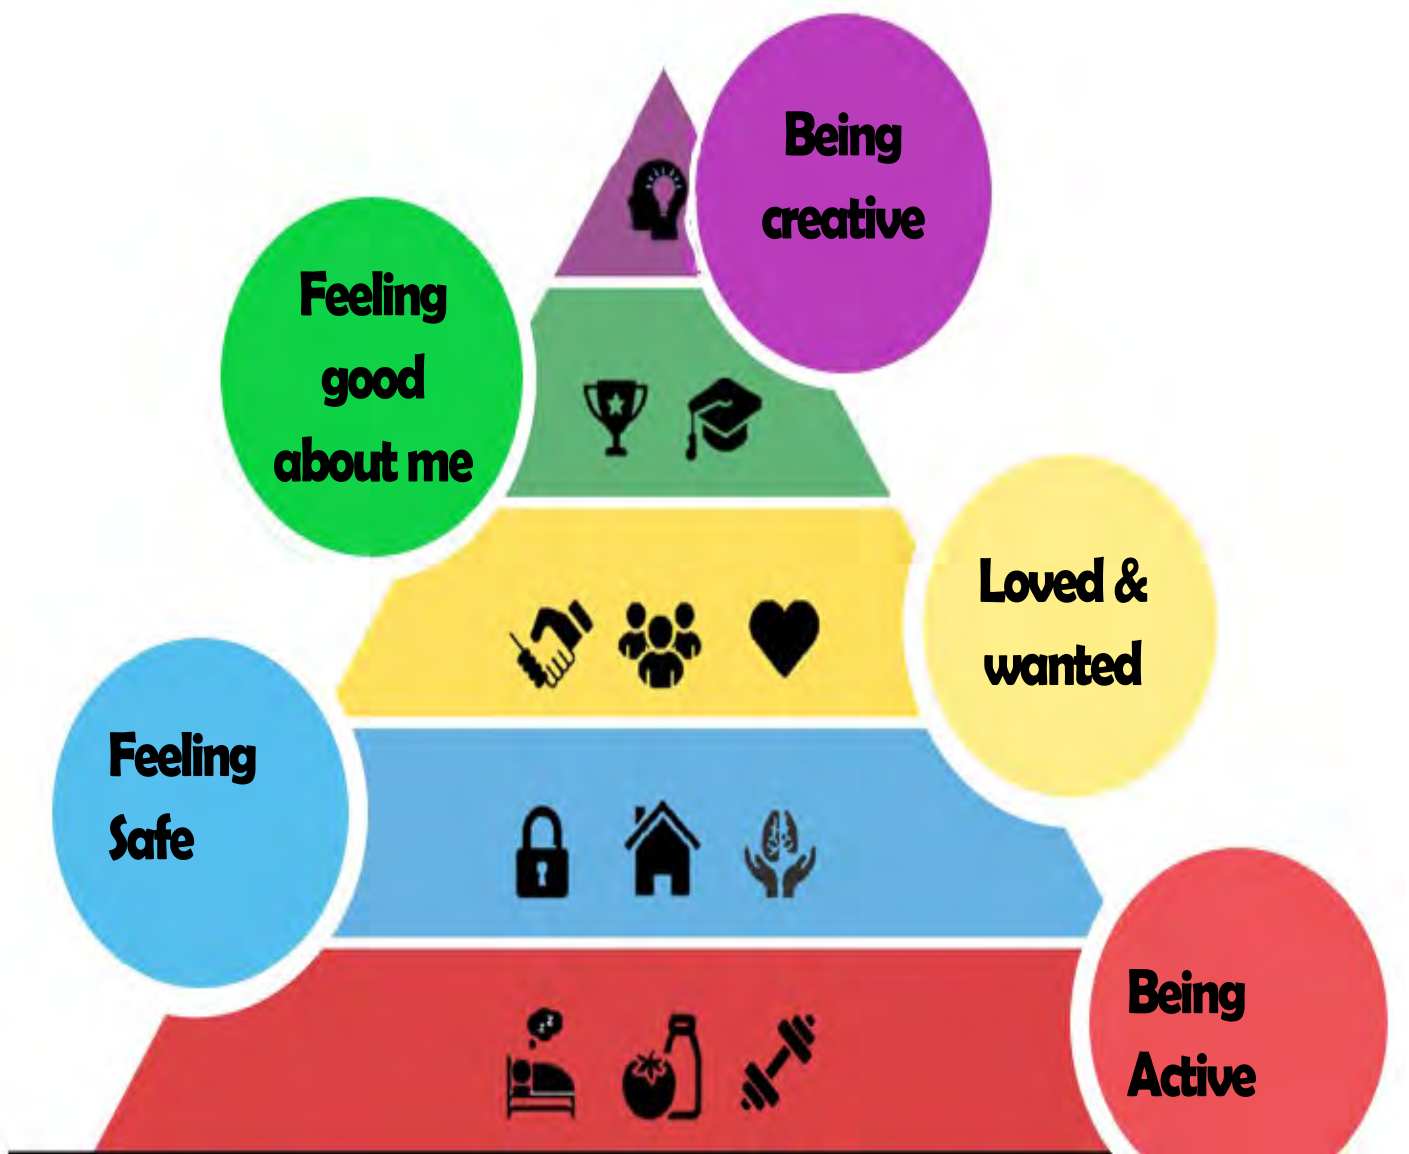 Being
creative
Feeling
good
about me
Loved &
wanted
Feeling
Safe
Being
Active